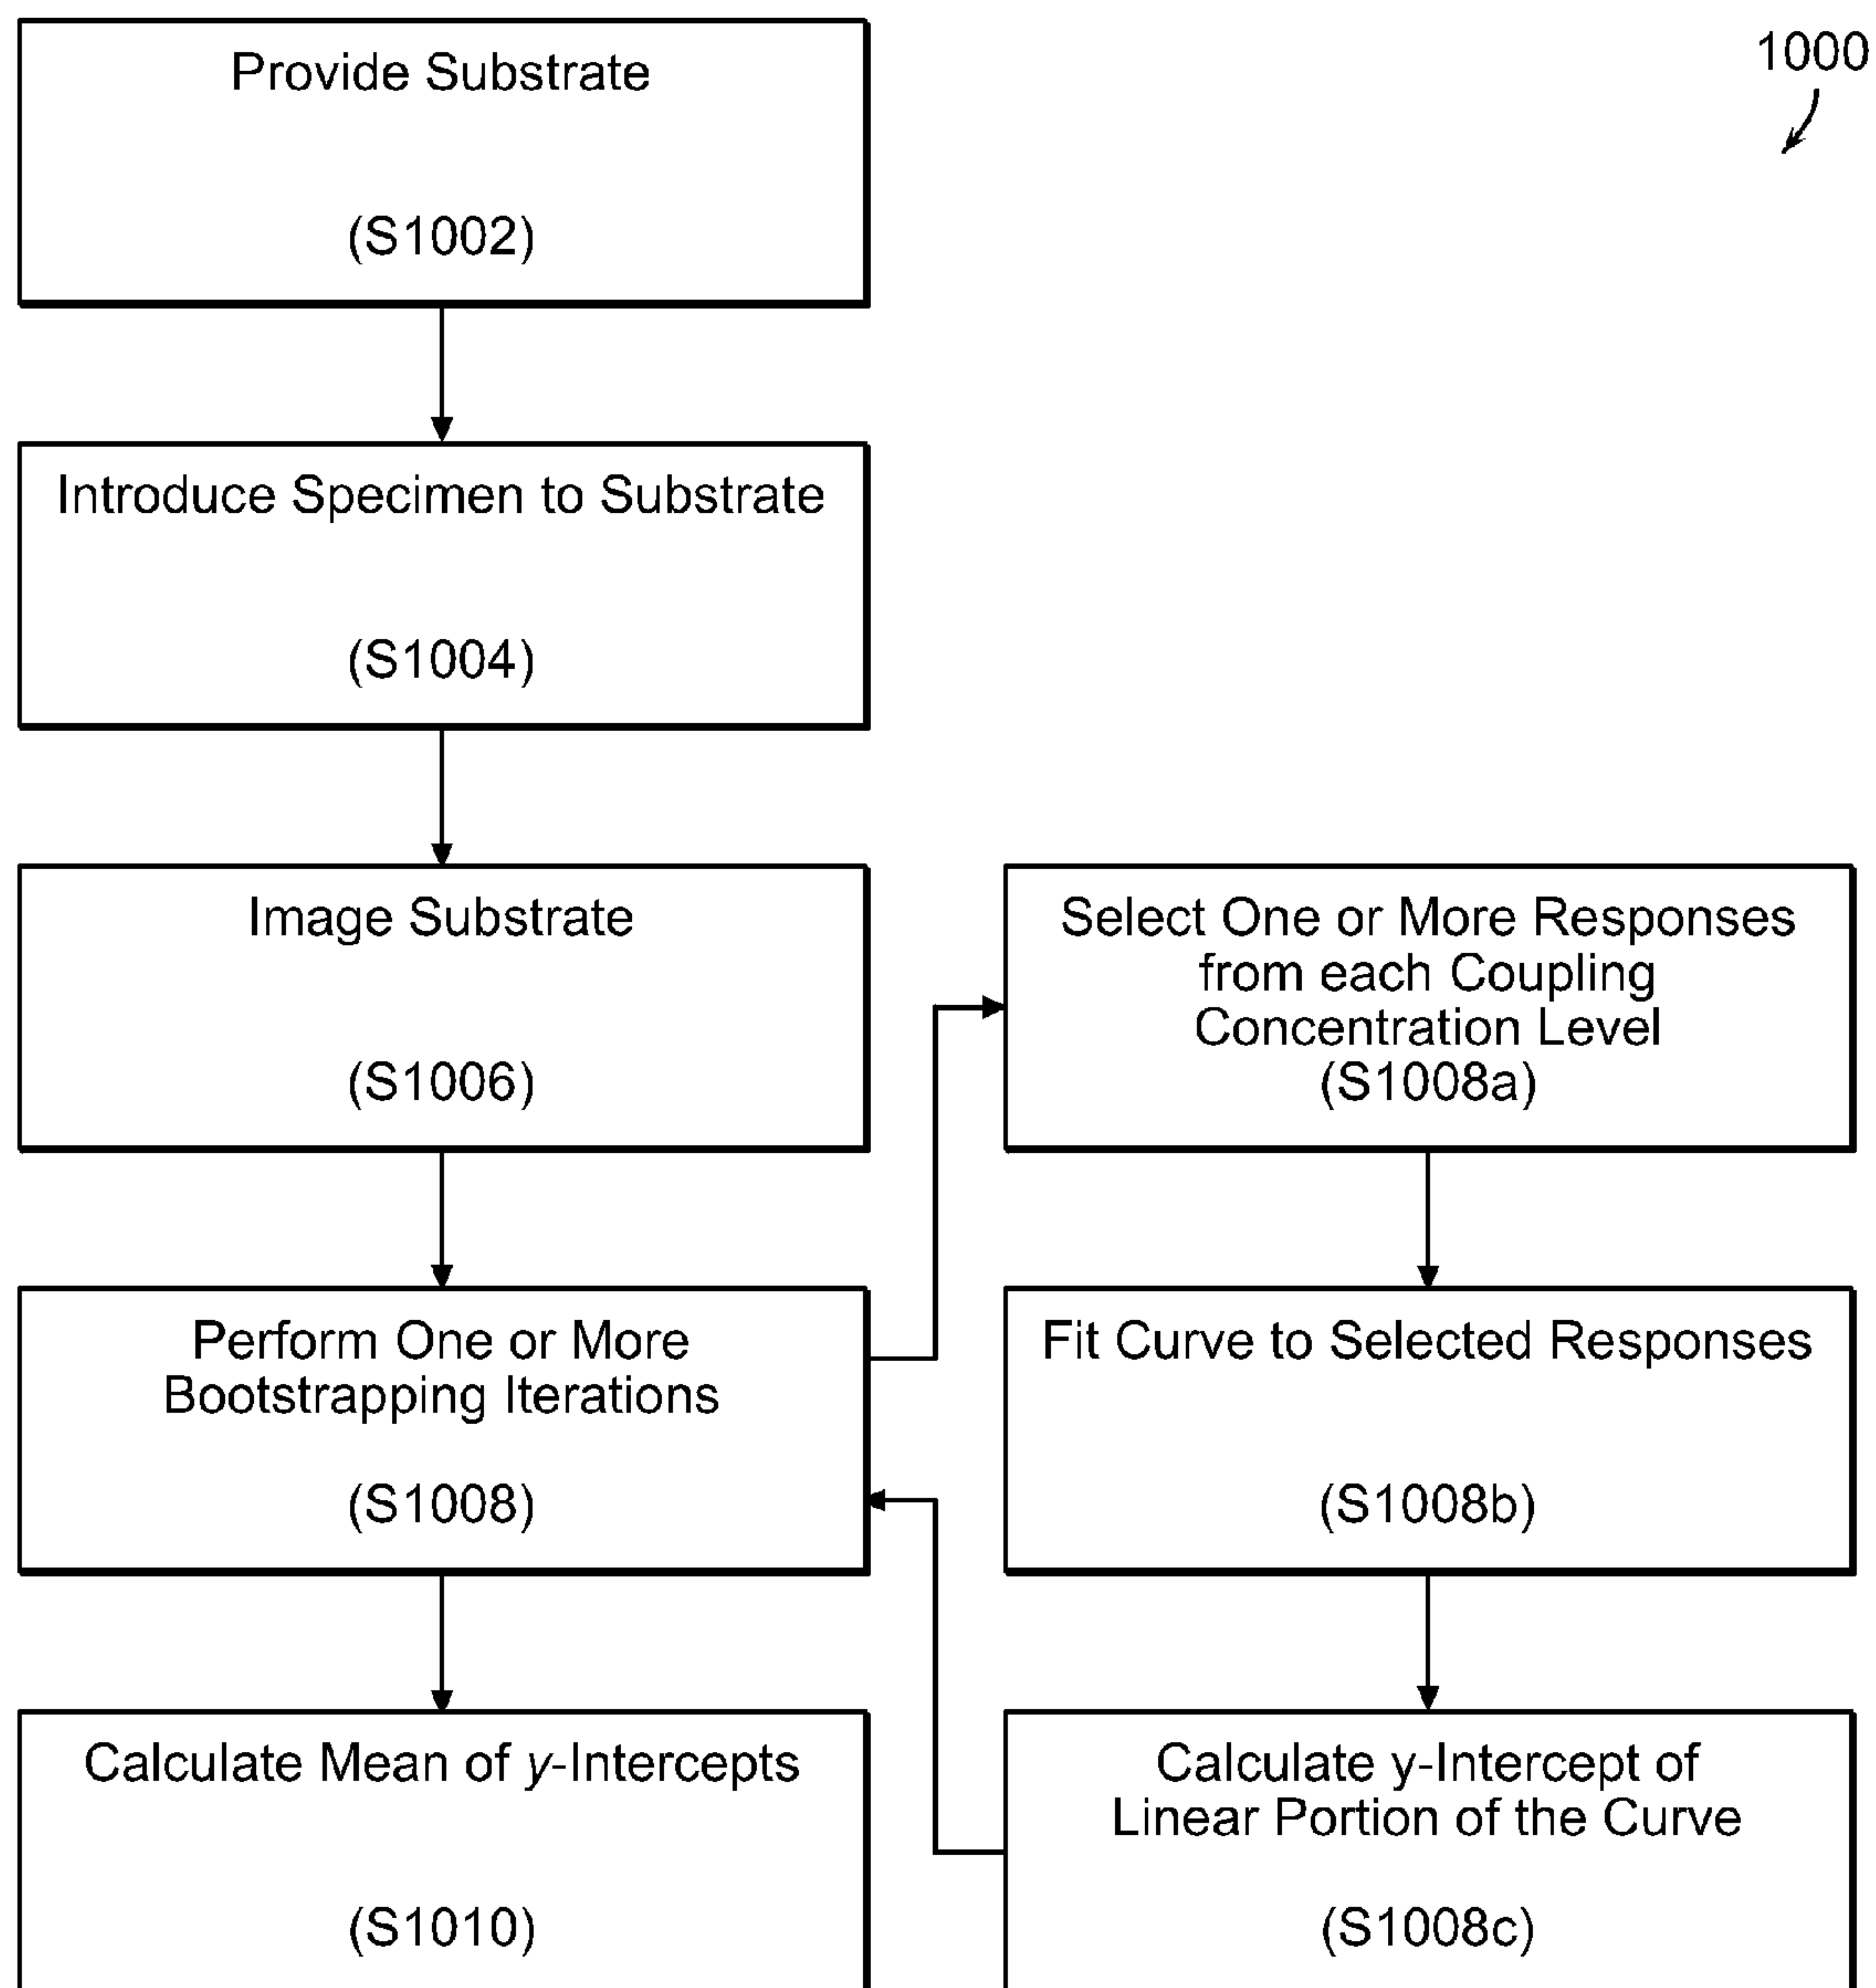 1000
Provide Substrate
(S1002)
Introduce Specimen to Substrate
(S1004)
Image Substrate
(S1006)
Perform One or More
Bootstrapping Iterations
(S1008)
Select One or More Responses
from each Coupling
Concentration Level
(S1008a)
Fit Curve to Selected Responses
(S1008b)
Calculate y-Intercept of
Linear Portion of the Curve
(S1008c)
Calculate Mean of y-Intercepts
(S1010)